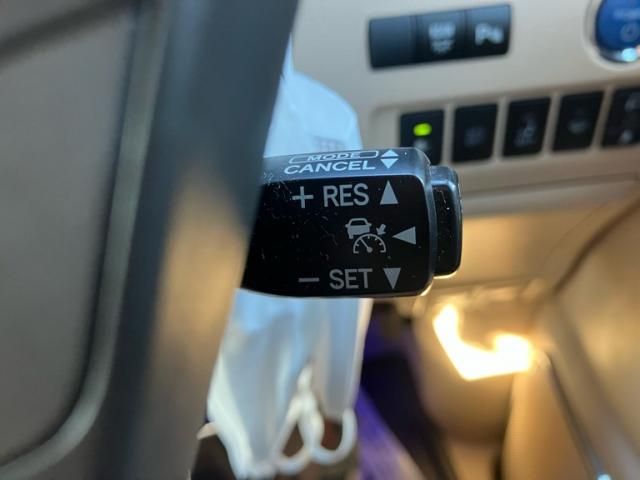 MODE
CANCEL
+ RES
− SET
P